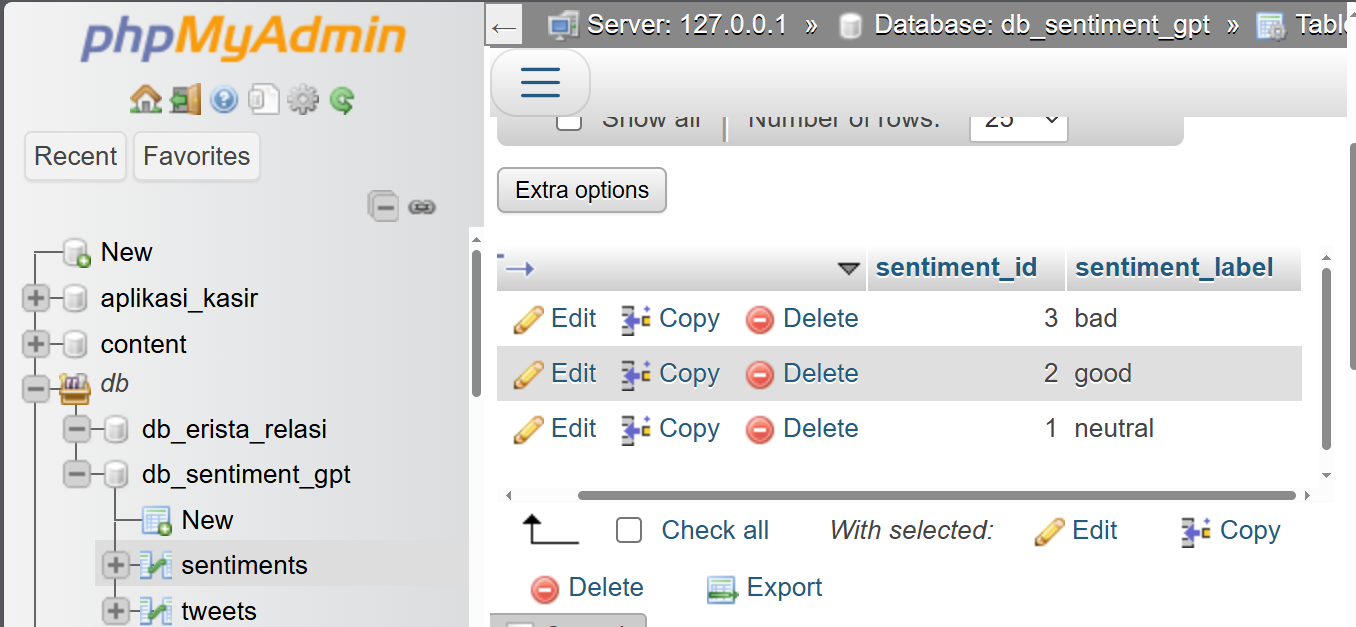 phpMyAdmin
Recent Favorites
New
aplikasi_kasir
content
db
db_erista_relasi
db_sentiment_gpt
New
sentiments
tweets
← Server: 127.0.0.1 » Database: db_sentiment_gpt »
Show all Number of rows: 25
Extra options
sentiment_id sentiment_label
Edit Copy Delete 3 bad
Edit Copy Delete 2 good
Edit Copy Delete 1 neutral
Check all With selected: Edit Copy
Delete Export